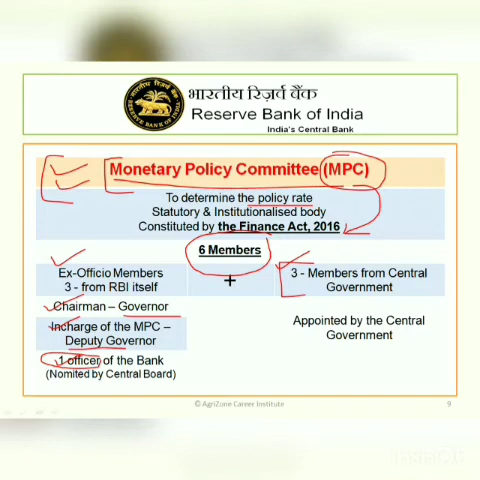 भारतीय रिज़र्व बैंक
Reserve Bank of India
India's Central Bank
Monetary Policy Committee (MPC)
To determine the policy rate
Statutory & Institutionalised body
Constituted by the Finance Act, 2016
6 Members
+
Ex-Officio Members
3 - from RBI itself
Chairman – Governor
Incharge of the MPC –
Deputy Governor
1 officer of the Bank
(Nomited by Central Board)
3 - Members from Central
Government
Appointed by the Central
Government
© AgriZone Career Institute
9